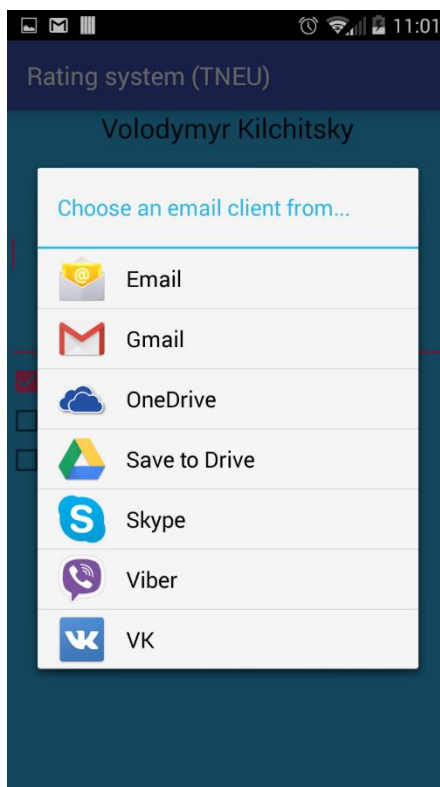 11:01
Rating system (TNEU)
Volodymyr Kilchitsky
Choose an email client from...
Email
Gmail
OneDrive
Save to Drive
Skype
Viber
VK